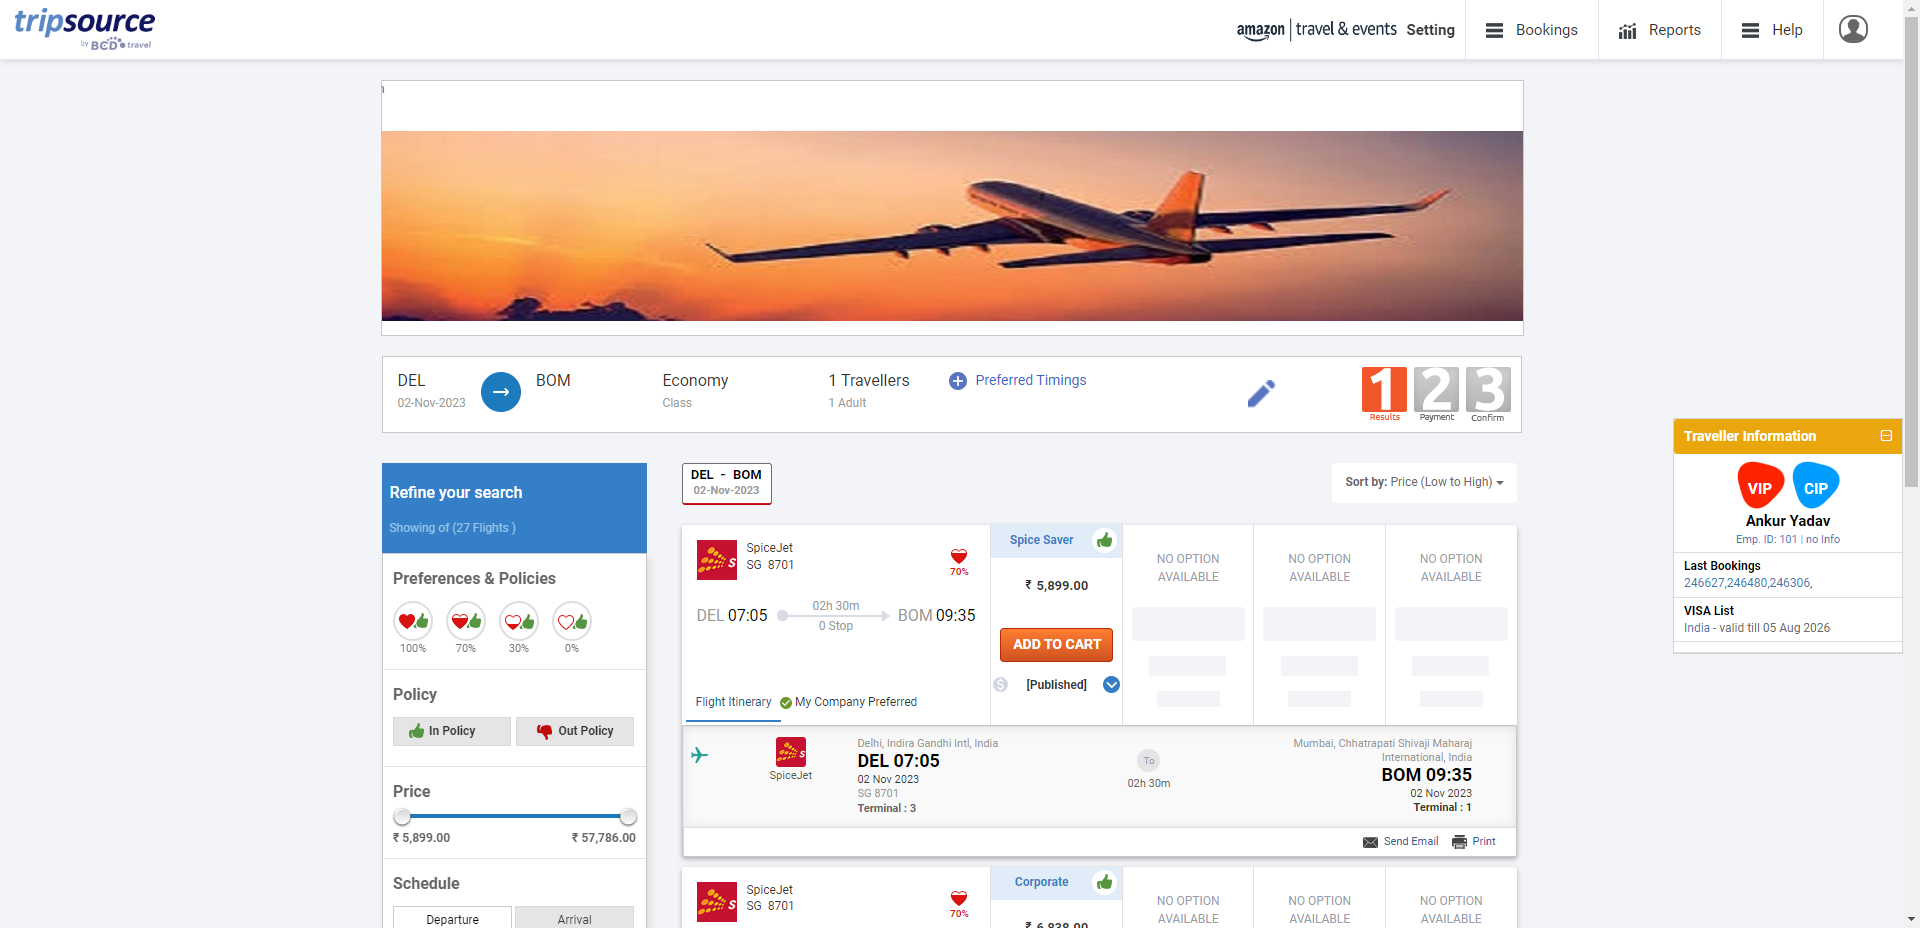 tripsource
by BCD travel
amazon travel & events Setting
Bookings
Reports
Help
DEL
02-Nov-2023
BOM
Economy
Class
1 Travellers
1 Adult
Preferred Timings
1 2 3
Results Payment Confirm
Refine your search
Showing of (27 Flights )
Preferences & Policies
100% 70% 30% 0%
Policy
In Policy Out Policy
Price
₹ 5,899.00 ₹ 57,786.00
Schedule
Departure Arrival
DEL - BOM
02-Nov-2023
Sort by: Price (Low to High)
SpiceJet
SG 8701
70%
DEL 07:05
02h 30m
0 Stop
BOM 09:35
Flight Itinerary My Company Preferred
Spice Saver
₹ 5,899.00
ADD TO CART
[Published]
NO OPTION
AVAILABLE
NO OPTION
AVAILABLE
NO OPTION
AVAILABLE
SpiceJet
Delhi, Indira Gandhi Intl, India
DEL 07:05
02 Nov 2023
SG 8701
Terminal : 3
To
02h 30m
Mumbai, Chhatrapati Shivaji Maharaj
International, India
BOM 09:35
02 Nov 2023
Terminal : 1
Send Email Print
SpiceJet
SG 8701
70%
Corporate
₹ 6,838.00
NO OPTION
AVAILABLE
NO OPTION
AVAILABLE
NO OPTION
AVAILABLE
Traveller Information
VIP CIP
Ankur Yadav
Emp. ID: 101 | no Info
Last Bookings
246627,246480,246306,
VISA List
India - valid till 05 Aug 2026